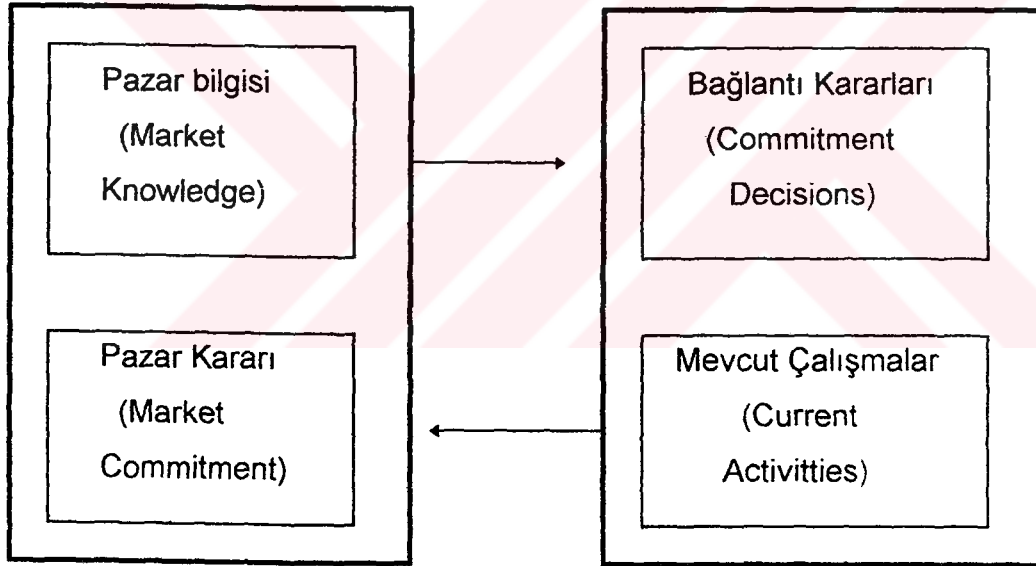 Pazar bilgisi
(Market
Knowledge)
Bağlantı Kararları
(Commitment
Decisions)
Pazar Kararı
(Market
Commitment)
Mevcut Çalışmalar
(Current
Activitties)